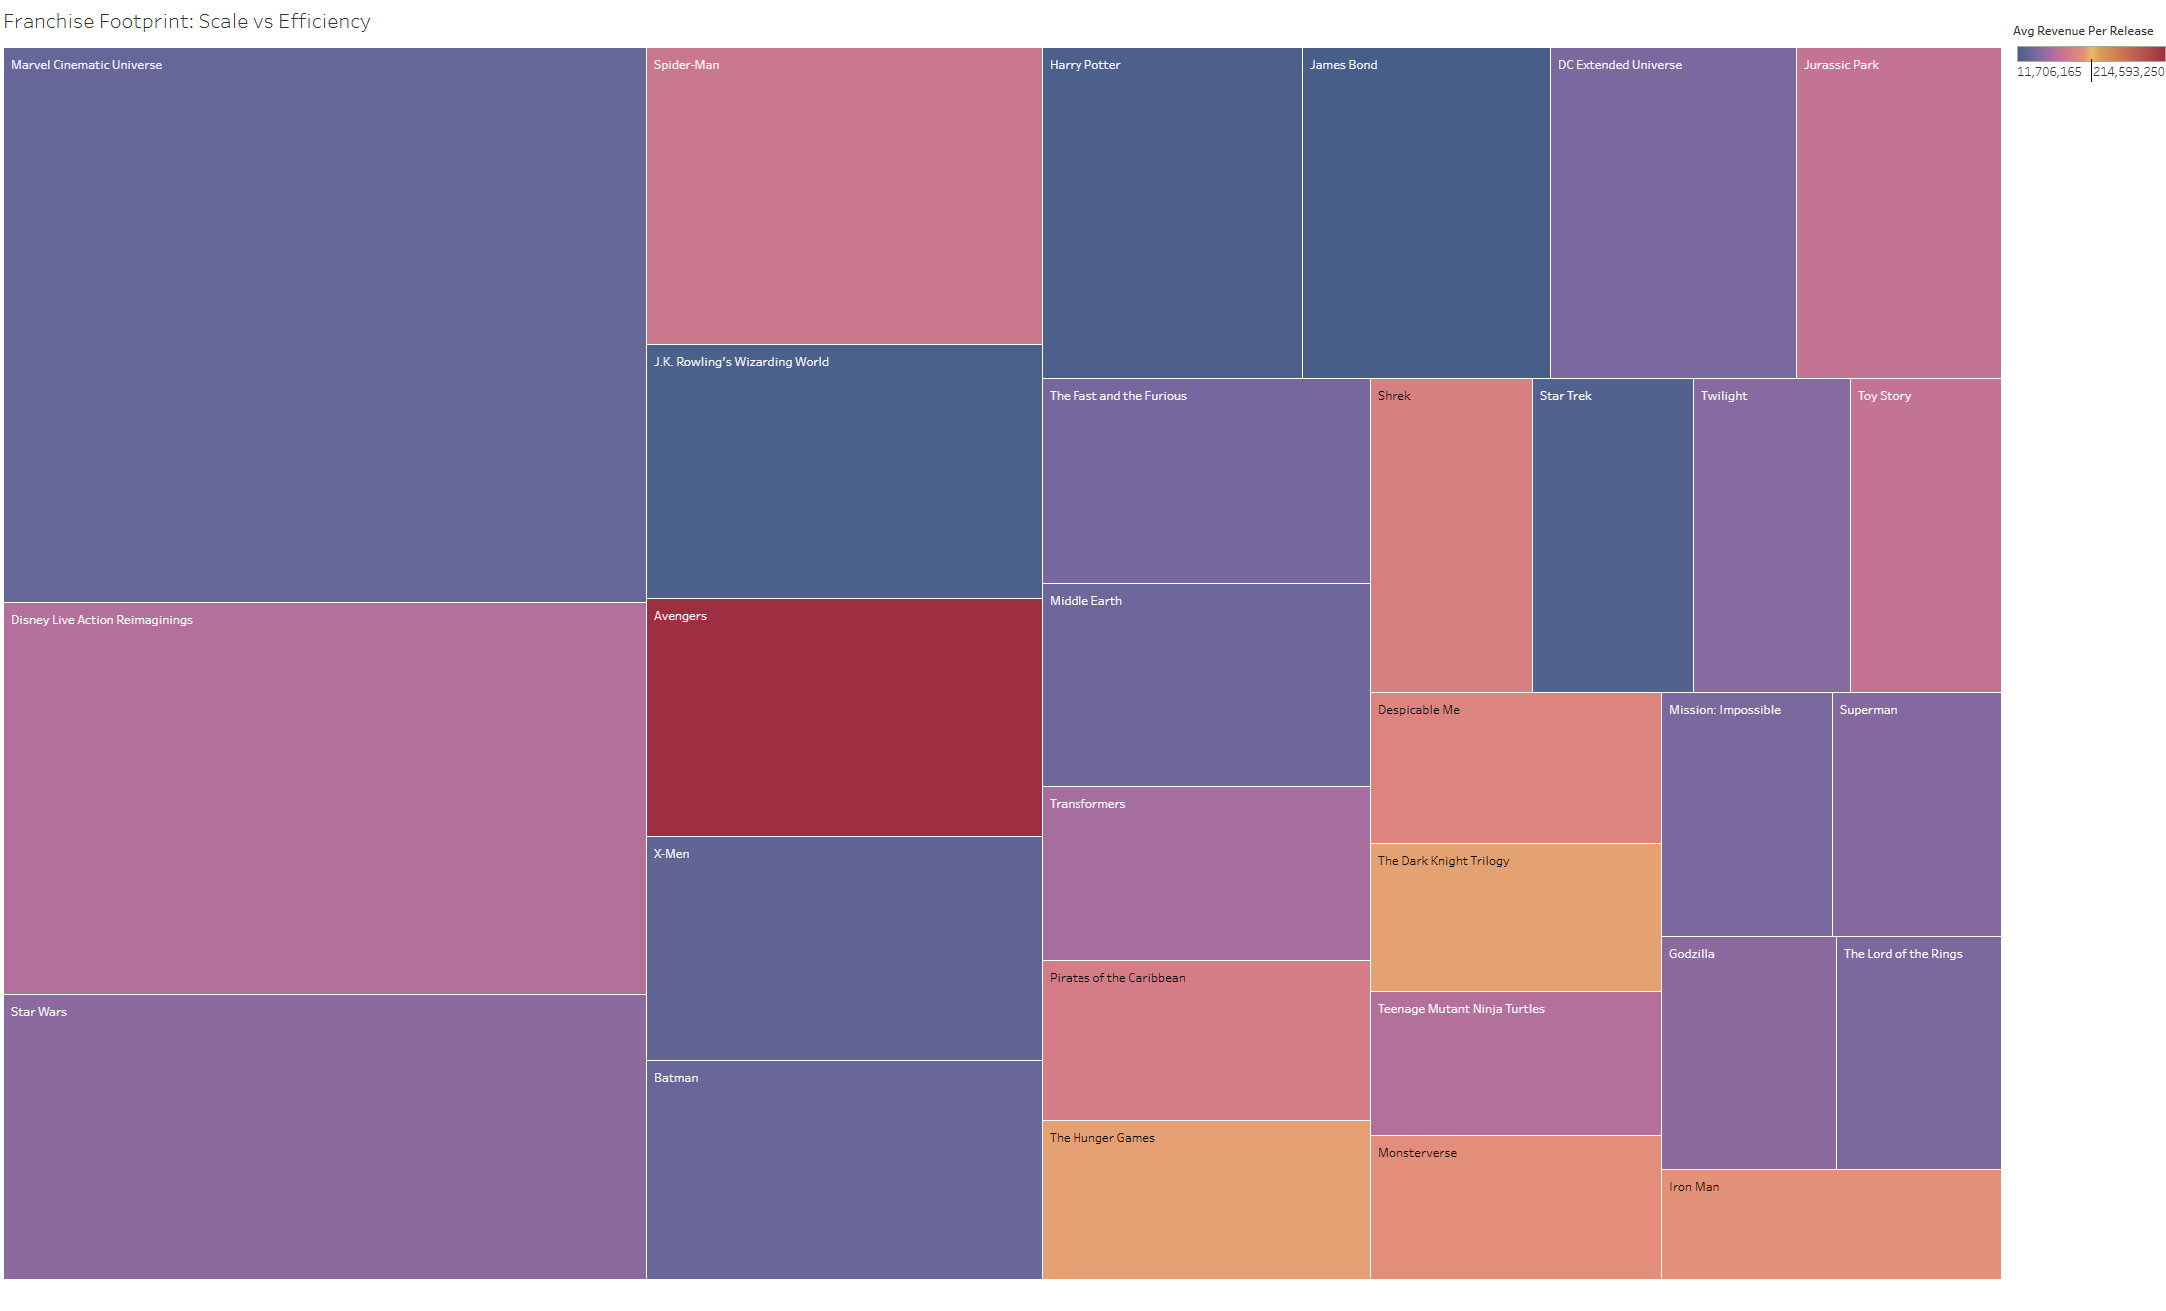 Franchise Footprint: Scale vs Efficiency
Avg Revenue Per Release
11,706,165 214,593,250
Marvel Cinematic Universe
Disney Live Action Reimaginings
Star Wars
Spider-Man
J.K. Rowling's Wizarding World
Avengers
X-Men
Batman
Harry Potter
James Bond
DC Extended Universe
Jurassic Park
The Fast and the Furious
Middle Earth
Transformers
Pirates of the Caribbean
The Hunger Games
Shrek
Star Trek
Twilight
Toy Story
Despicable Me
The Dark Knight Trilogy
Teenage Mutant Ninja Turtles
Monsterverse
Mission: Impossible
Superman
Godzilla
The Lord of the Rings
Iron Man